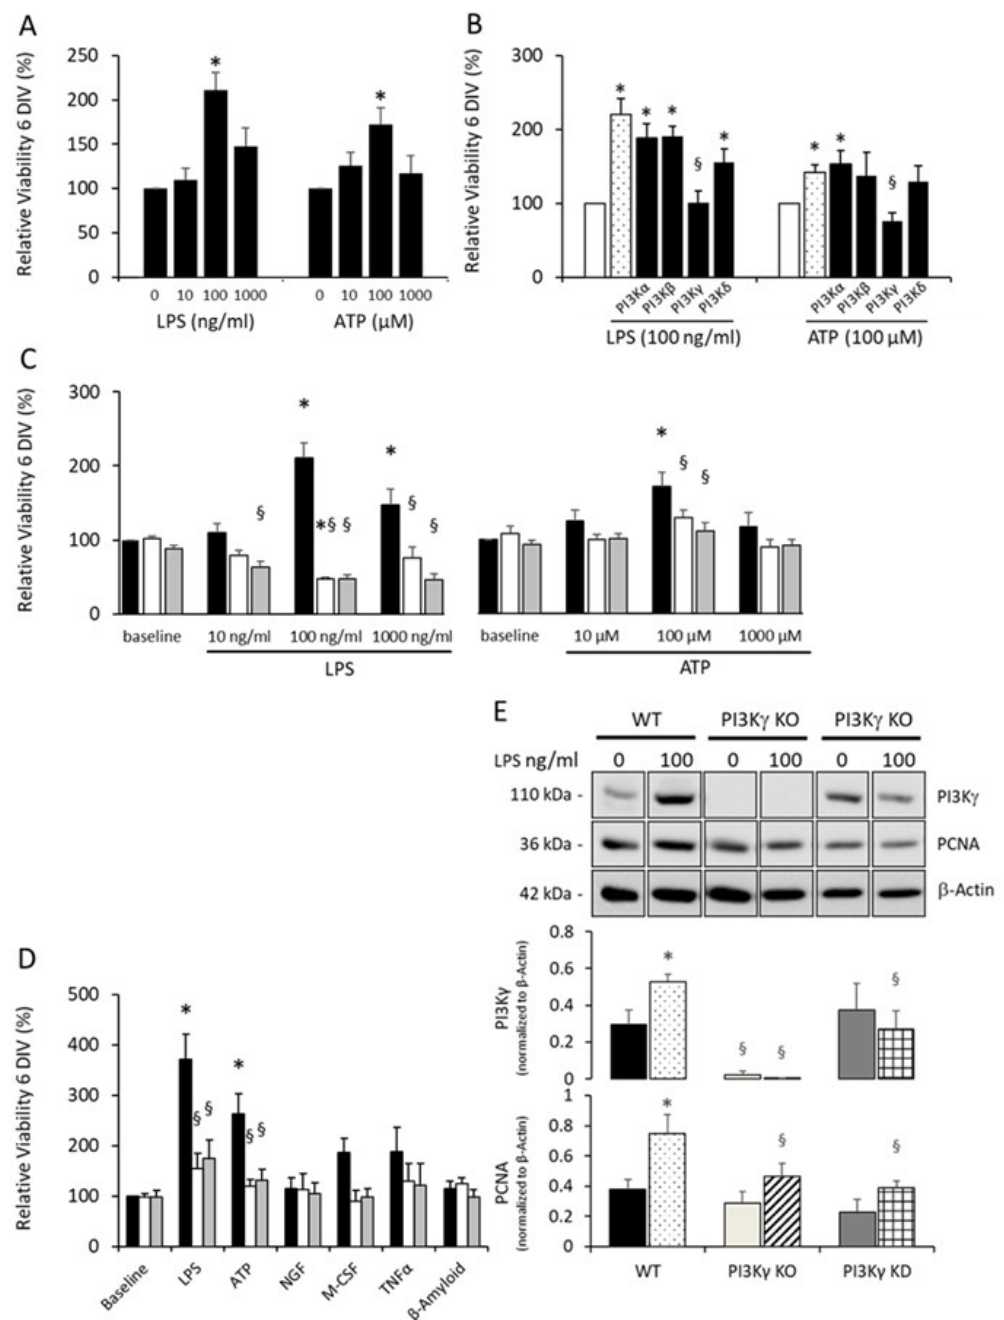 A
Relative Viability 6 DIV (%)
250
200
150
100
50
0
*
*
0 10 100 1000 0 10 100 1000
LPS (ng/ml) ATP (µM)
B
Relative Viability 6 DIV (%)
300
200
100
0
* * * § *
* * §
PI3Kα PI3Kβ PI3Kγ PI3Kδ PI3Kα PI3Kβ PI3Kγ PI3Kδ
LPS (100 ng/ml) ATP (100 µM)
C
Relative Viability 6 DIV (%)
300
200
100
0
§ * *§ § * § §
* § §
baseline 10 ng/ml 100 ng/ml 1000 ng/ml baseline 10 µM 100 µM 1000 µM
LPS ATP
D
Relative Viability 6 DIV (%)
500
400
300
200
100
0
* § § * § §
Baseline LPS ATP NGF M-CSF TNFα β-Amyloid
E
WT PI3Kγ KO PI3Kγ KO
LPS ng/ml 0 100 0 100 0 100
110 kDa - PI3Kγ
36 kDa - PCNA
42 kDa - β-Actin
PI3Kγ
(normalized to β-Actin)
0.8
0.6
0.4
0.2
0
* § § §
PCNA
(normalized to β-Actin)
1
0.8
0.6
0.4
0.2
0
* § §
WT PI3Kγ KO PI3Kγ KD